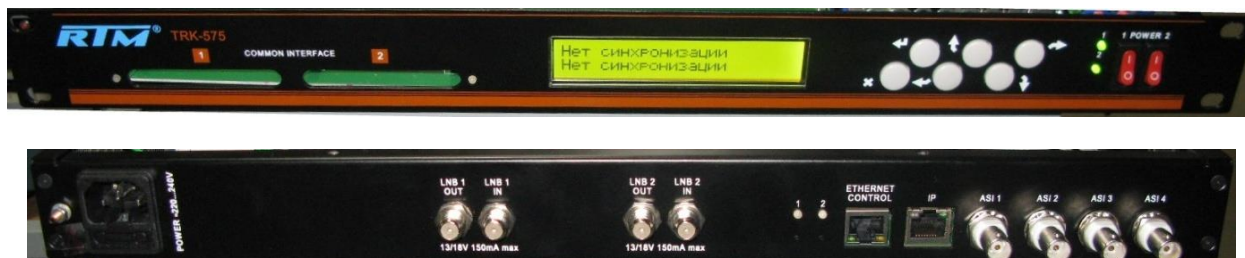 RTM® TRK-575
1 COMMON INTERFACE 2
Нет синхронизации
Нет синхронизации
1 1 POWER 2
2
I I
O O
POWER ~220...240V
LNB 1 OUT LNB 1 IN
13/18V 150mA max
LNB 2 OUT LNB 2 IN
13/18V 150mA max
1 2
ETHERNET CONTROL
IP
ASI 1 ASI 2 ASI 3 ASI 4